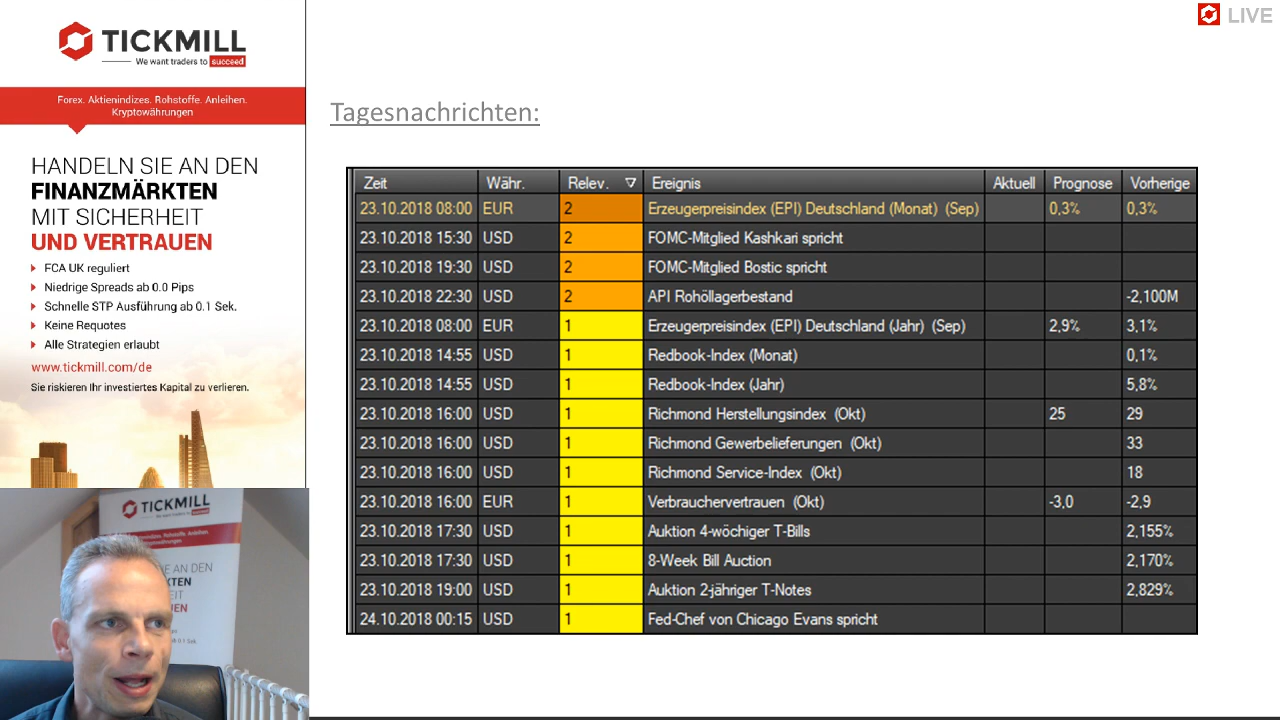 TICKMILL
We want traders to succeed
Forex. Aktienindizes. Rohstoffe. Anleihen.
Kryptowährungen
HANDELN SIE AN DEN
FINANZMÄRKTEN
MIT SICHERHEIT
UND VERTRAUEN
FCA UK reguliert
Niedrige Spreads ab 0.0 Pips
Schnelle STP Ausführung ab 0.1 Sek.
Keine Requotes
Alle Strategien erlaubt
www.tickmill.com/de
Sie riskieren Ihr investiertes Kapital zu verlieren.
LIVE
Tagesnachrichten:
Zeit Währ. Relev. Ereignis Aktuell Prognose Vorherige
23.10.2018 08:00 EUR 2 Erzeugerpreisindex (EPI) Deutschland (Monat) (Sep) 0,3% 0,3%
23.10.2018 15:30 USD 2 FOMC-Mitglied Kashkari spricht
23.10.2018 19:30 USD 2 FOMC-Mitglied Bostic spricht
23.10.2018 22:30 USD 2 API Rohöllagerbestand -2,100M
23.10.2018 08:00 EUR 1 Erzeugerpreisindex (EPI) Deutschland (Jahr) (Sep) 2,9% 3,1%
23.10.2018 14:55 USD 1 Redbook-Index (Monat) 0,1%
23.10.2018 14:55 USD 1 Redbook-Index (Jahr) 5,8%
23.10.2018 16:00 USD 1 Richmond Herstellungsindex (Okt) 25 29
23.10.2018 16:00 USD 1 Richmond Gewerbelieferungen (Okt) 33
23.10.2018 16:00 USD 1 Richmond Service-Index (Okt) 18
23.10.2018 16:00 EUR 1 Verbrauchervertrauen (Okt) -3,0 -2,9
23.10.2018 17:30 USD 1 Auktion 4-wöchiger T-Bills 2,155%
23.10.2018 17:30 USD 1 8-Week Bill Auction 2,170%
23.10.2018 19:00 USD 1 Auktion 2-jähriger T-Notes 2,829%
24.10.2018 00:15 USD 1 Fed-Chef von Chicago Evans spricht
TICKMILL